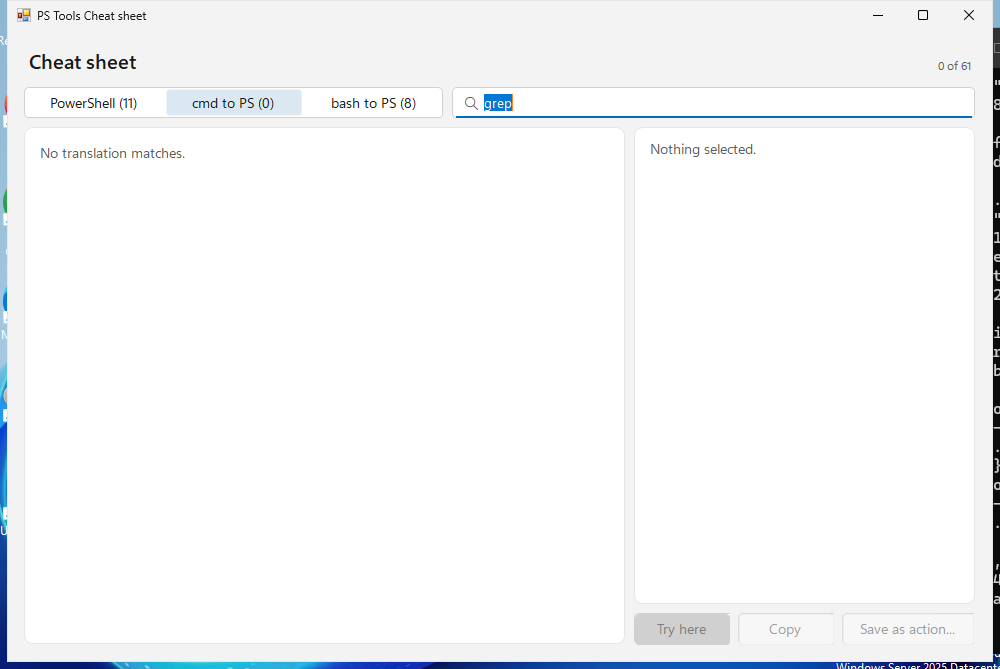 PS Tools Cheat sheet
Cheat sheet
0 of 61
PowerShell (11)
cmd to PS (0)
bash to PS (8)
grep
No translation matches.
Nothing selected.
Try here
Copy
Save as action...
Windows Server 2025 Datacente